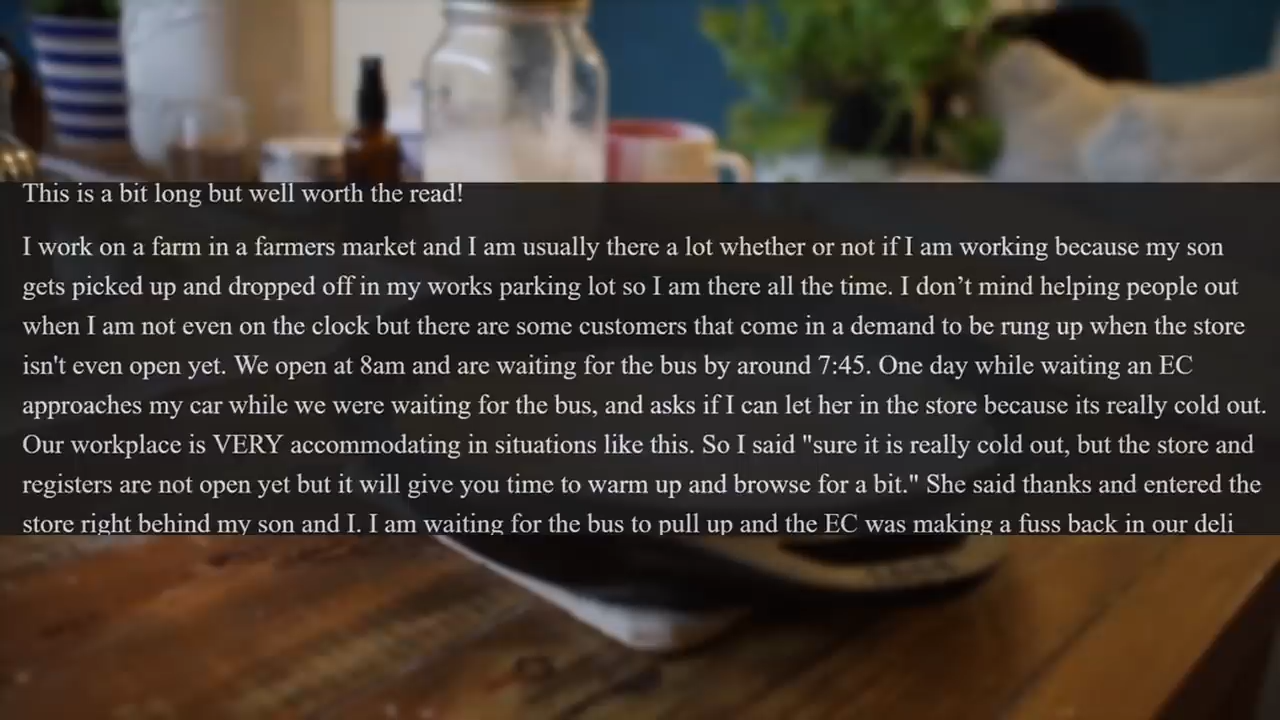 This is a bit long but well worth the read!
I work on a farm in a farmers market and I am usually there a lot whether or not if I am working because my son
gets picked up and dropped off in my works parking lot so I am there all the time. I don’t mind helping people out
when I am not even on the clock but there are some customers that come in a demand to be rung up when the store
isn't even open yet. We open at 8am and are waiting for the bus by around 7:45. One day while waiting an EC
approaches my car while we were waiting for the bus, and asks if I can let her in the store because its really cold out.
Our workplace is VERY accommodating in situations like this. So I said "sure it is really cold out, but the store and
registers are not open yet but it will give you time to warm up and browse for a bit." She said thanks and entered the
store right behind my son and I. I am waiting for the bus to pull up and the EC was making a fuss back in our deli